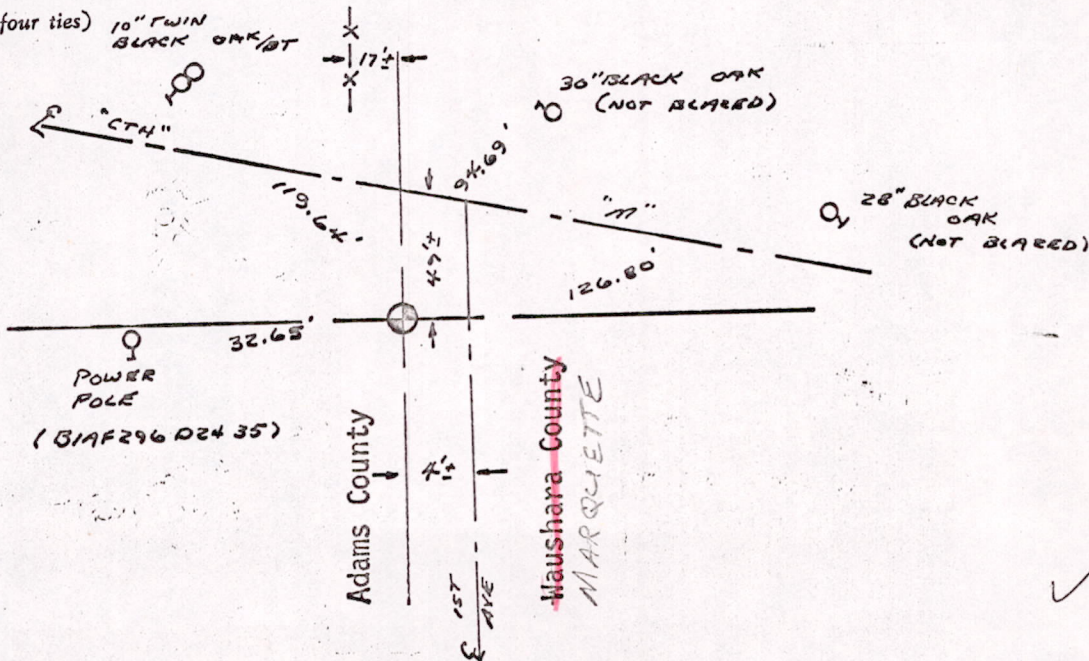 four ties)
10" TWIN
BLACK OAK/BT
17'±
30" BLACK OAK
(NOT BLAZED)
"CTH"
94.69'
119.64'
"M"
28" BLACK
OAK
(NOT BLAZED)
49'±
126.80'
32.65'
POWER
POLE
(B1AF296 D24 35)
Adams County
4'±
Waushara County
MARQUETTE
1ST
AVE